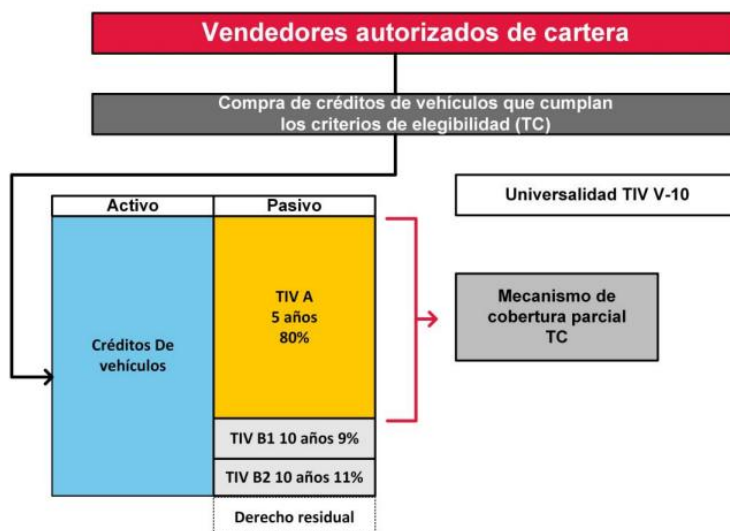 Vendedores autorizados de cartera
Compra de créditos de vehículos que cumplan
los criterios de elegibilidad (TC)
Universalidad TIV V-10
Activo
Pasivo
TIV A
5 años
80%
Créditos De
vehículos
Mecanismo de
cobertura parcial
TC
TIV B1 10 años 9%
TIV B2 10 años 11%
Derecho residual